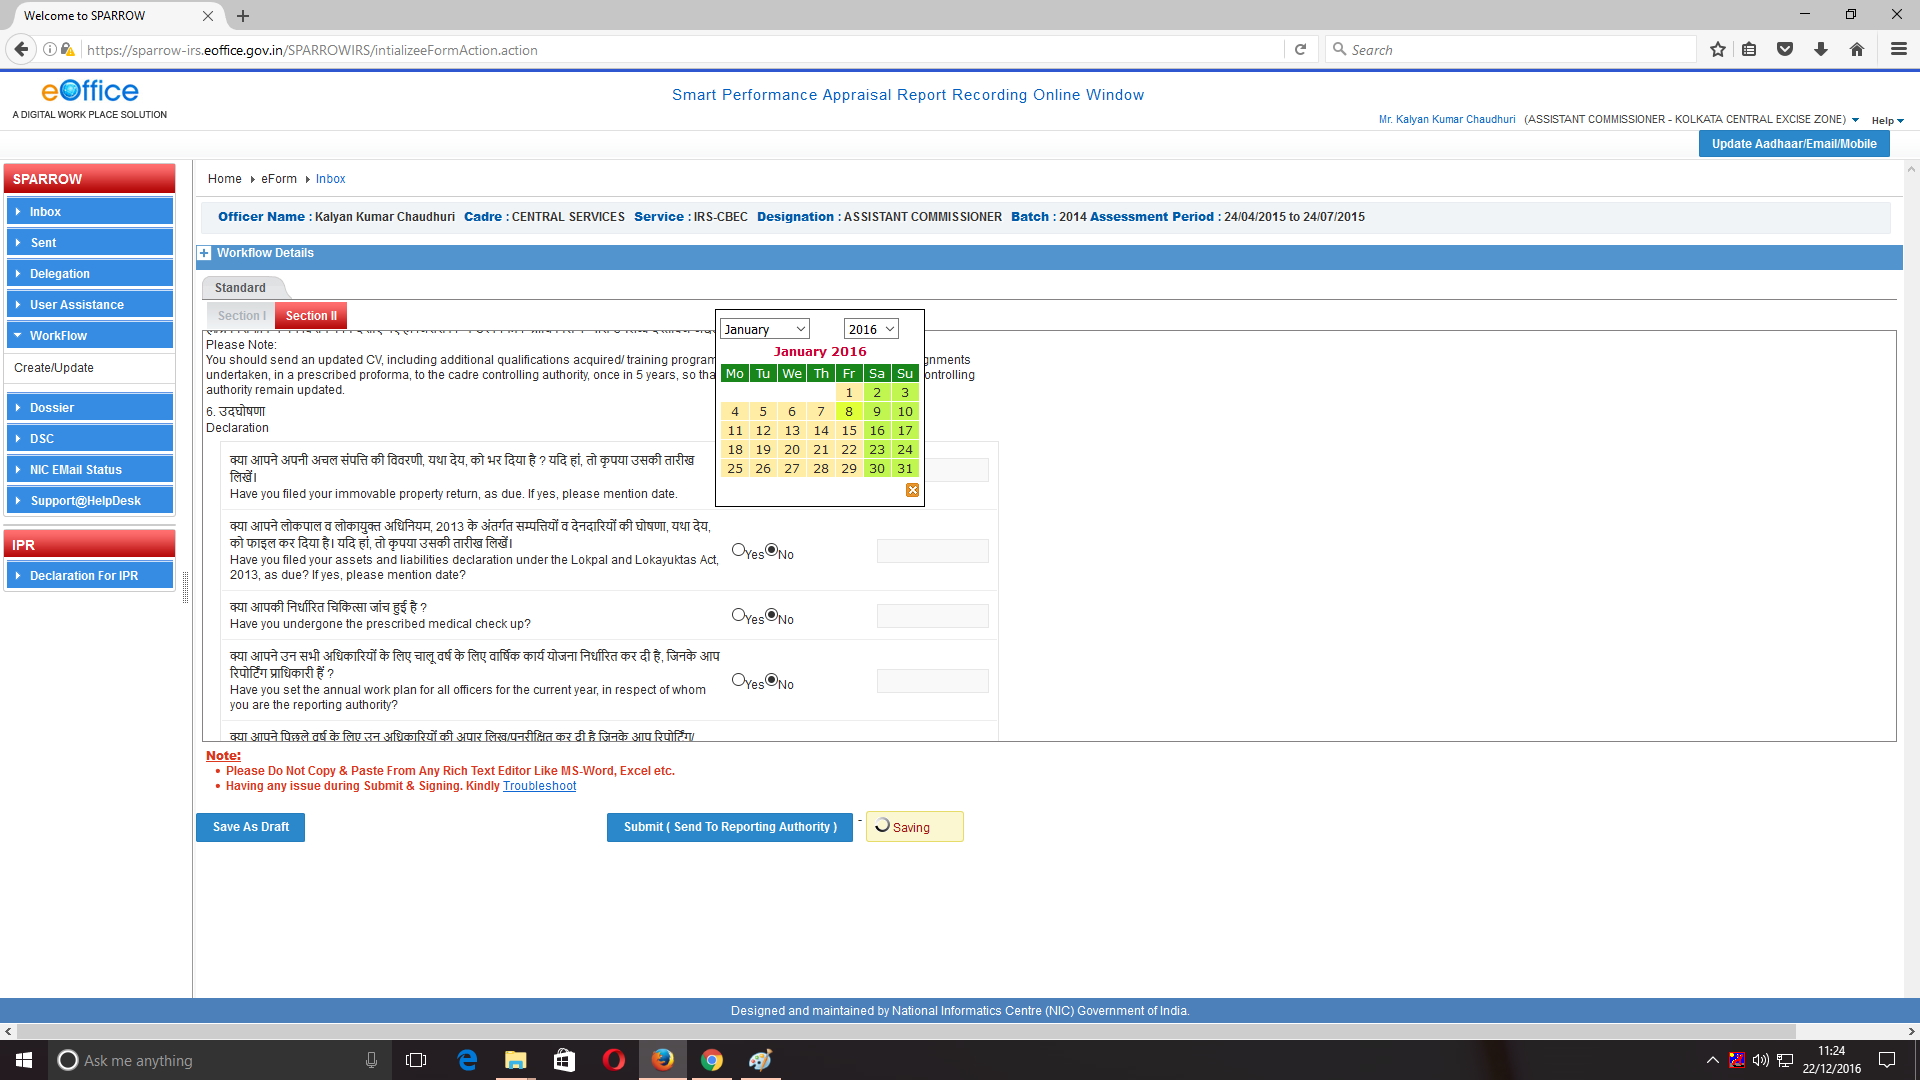 Welcome to SPARROW
https://sparrow-irs.eoffice.gov.in/SPARROWIRS/intializeeFormAction.action
Search
eOffice
A DIGITAL WORK PLACE SOLUTION
Smart Performance Appraisal Report Recording Online Window
Mr. Kalyan Kumar Chaudhuri (ASSISTANT COMMISSIONER - KOLKATA CENTRAL EXCISE ZONE) Help
Update Aadhaar/Email/Mobile
SPARROW
Inbox
Sent
Delegation
User Assistance
WorkFlow
Create/Update
Dossier
DSC
NIC EMail Status
Support@HelpDesk
IPR
Declaration For IPR
Home eForm Inbox
Officer Name : Kalyan Kumar Chaudhuri Cadre : CENTRAL SERVICES Service : IRS-CBEC Designation : ASSISTANT COMMISSIONER Batch : 2014 Assessment Period : 24/04/2015 to 24/07/2015
Workflow Details
Standard
Section I Section II
Please Note:
You should send an updated CV, including additional qualifications acquired/ training program
undertaken, in a prescribed proforma, to the cadre controlling authority, once in 5 years, so tha
controlling
authority remain updated.
6. उदघोषणा
Declaration
January 2016
January 2016
Mo Tu We Th Fr Sa Su
1 2 3
4 5 6 7 8 9 10
11 12 13 14 15 16 17
18 19 20 21 22 23 24
25 26 27 28 29 30 31
क्या आपने अपनी अचल संपत्ति की विवरणी, यथा देय, को भर दिया है ? यदि हां, तो कृपया उसकी तारीख
लिखें।
Have you filed your immovable property return, as due. If yes, please mention date.
क्या आपने लोकपाल व लोकायुक्त अधिनियम, 2013 के अंतर्गत सम्पत्तियों व देनदारियों की घोषणा, यथा देय,
को फाइल कर दिया है। यदि हां, तो कृपया उसकी तारीख लिखें।
Have you filed your assets and liabilities declaration under the Lokpal and Lokayuktas Act,
2013, as due? If yes, please mention date?
Yes No
क्या आपकी निर्धारित चिकित्सा जांच हुई है ?
Have you undergone the prescribed medical check up?
Yes No
क्या आपने उन सभी अधिकारियों के लिए चालू वर्ष के लिए वार्षिक कार्य योजना निर्धारित कर दी है, जिनके आप
रिपोर्टिंग प्राधिकारी हैं ?
Have you set the annual work plan for all officers for the current year, in respect of whom
you are the reporting authority?
Yes No
क्या आपने पिछले वर्ष के लिए उन अधिकारियों की अपार लिख/पुनरीक्षित कर दी है जिनके आप रिपोर्टिंग/
Note:
Please Do Not Copy & Paste From Any Rich Text Editor Like MS-Word, Excel etc.
Having any issue during Submit & Signing. Kindly Troubleshoot
Save As Draft
Submit ( Send To Reporting Authority ) - Saving
Designed and maintained by National Informatics Centre (NIC) Government of India.
Ask me anything
11:24
22/12/2016